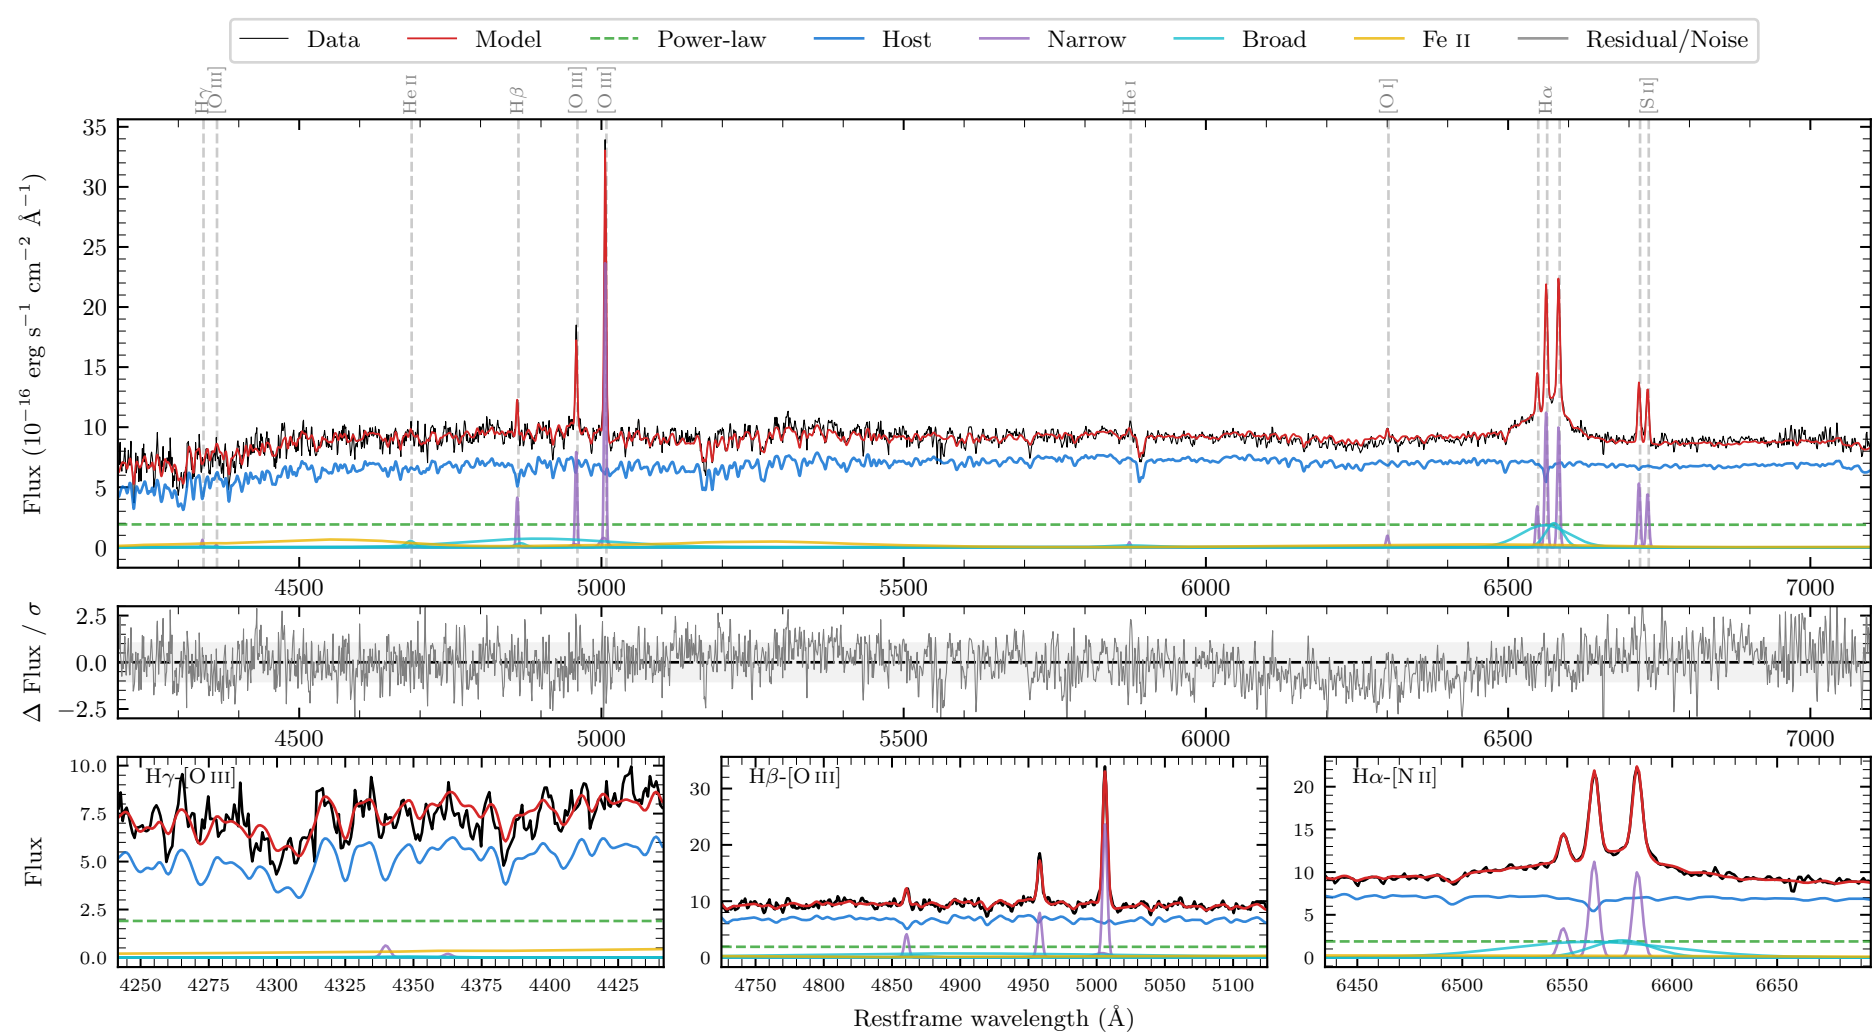 Data Model Power-law Host Narrow Broad Fe II Residual/Noise
Hγ [O III] He II Hβ [O III] [O III] He I [O I] Hα [S II]
Flux (10⁻¹⁶ erg s⁻¹ cm⁻² Å⁻¹)
35
30
25
20
15
10
5
0
4500 5000 5500 6000 6500 7000
Δ Flux / σ
2.5
0.0
−2.5
4500 5000 5500 6000 6500 7000
Flux
Hγ-[O III]
10.0
7.5
5.0
2.5
0.0
4250 4275 4300 4325 4350 4375 4400 4425
Hβ-[O III]
30
20
10
0
4750 4800 4850 4900 4950 5000 5050 5100
Hα-[N II]
20
15
10
5
0
6450 6500 6550 6600 6650
Restframe wavelength (Å)